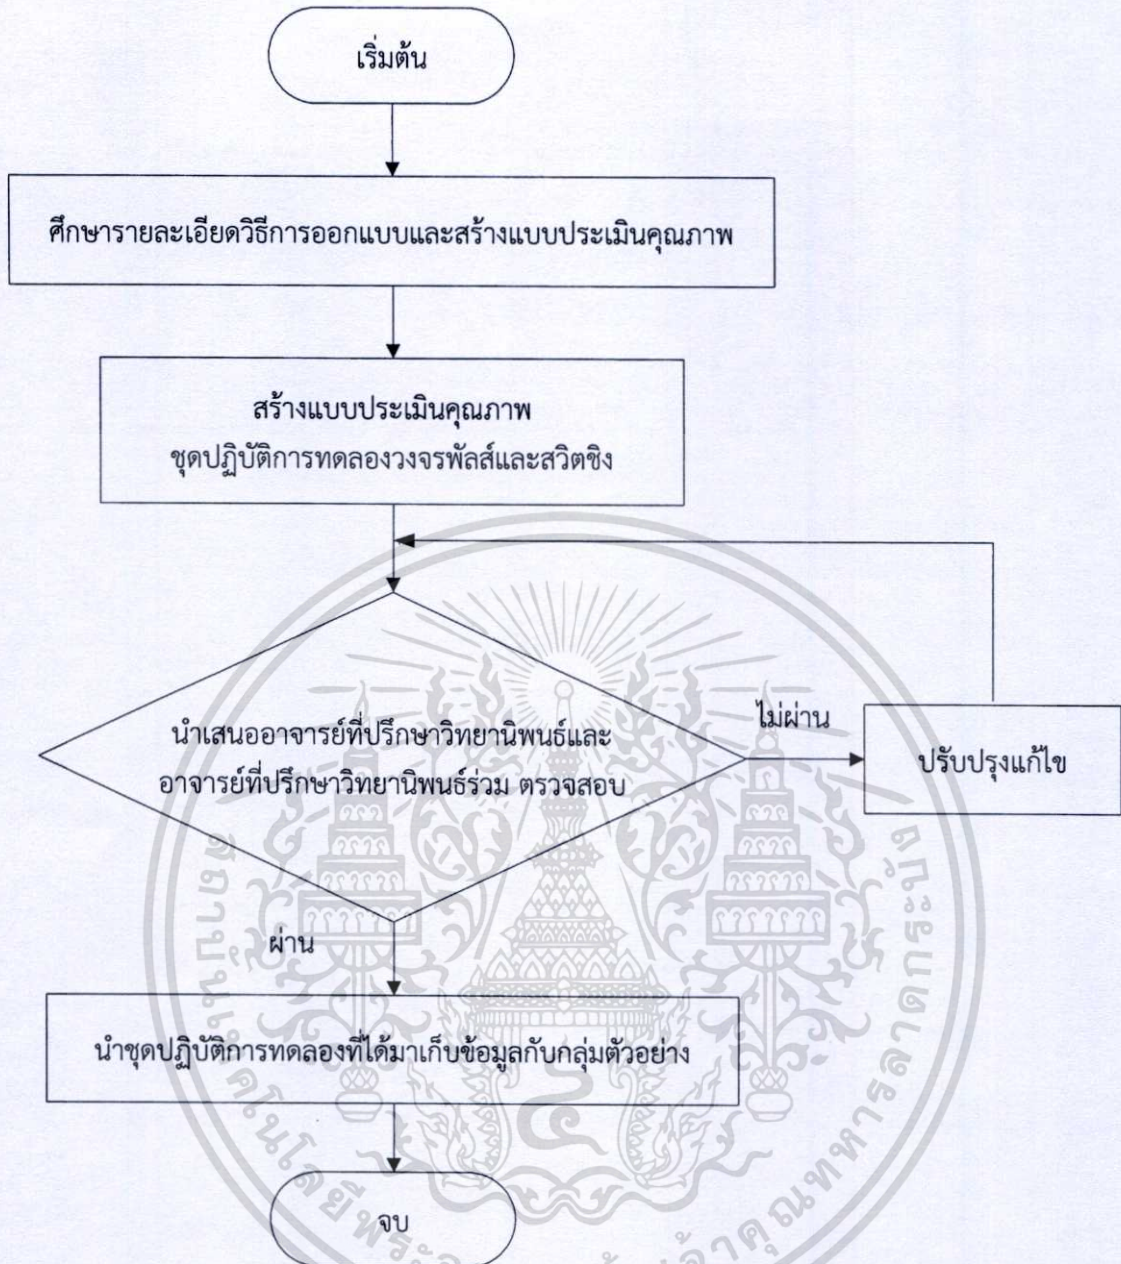 เริ่มต้น
ศึกษารายละเอียดวิธีการออกแบบและสร้างแบบประเมินคุณภาพ
สร้างแบบประเมินคุณภาพ
ชุดปฏิบัติการทดลองวงจรพัลส์และสวิตชิง
นำเสนออาจารย์ที่ปรึกษาวิทยานิพนธ์และ
อาจารย์ที่ปรึกษาวิทยานิพนธ์ร่วม ตรวจสอบ
ไม่ผ่าน
ปรับปรุงแก้ไข
ผ่าน
นำชุดปฏิบัติการทดลองที่ได้มาเก็บข้อมูลกับกลุ่มตัวอย่าง
จบ